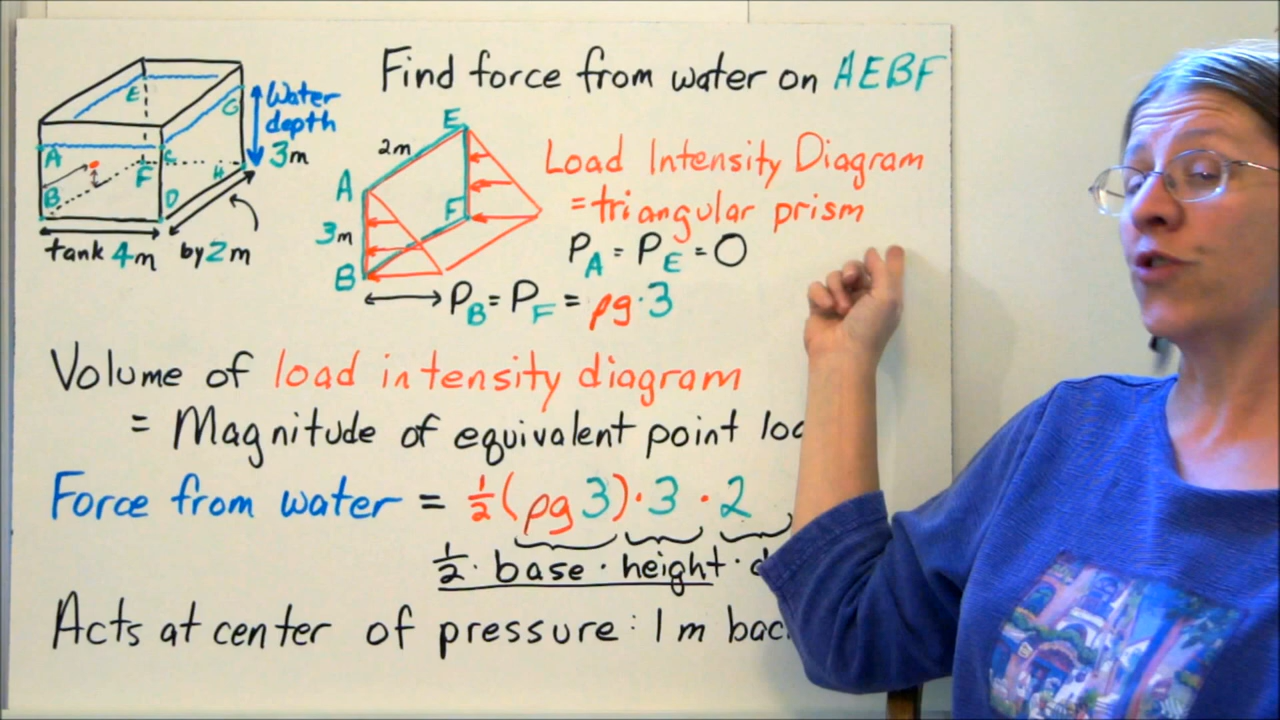 Find force from water on AEBF
E
G
Water
depth
3m
A
C
B
F
H
D
tank 4m
by 2m
E
2m
A
F
3m
B
Load Intensity Diagram
= triangular prism
PA = PE = 0
PB = PF = ρg·3
Volume of load intensity diagram
= Magnitude of equivalent point
Force from water = ½(ρg3)·3·2
½· base · height ·
Acts at center of pressure: 1m